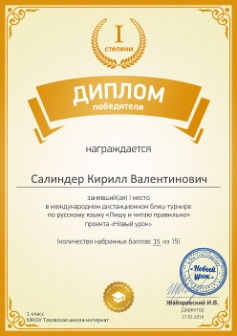 I
степени
ДИПЛОМ
победителя
награждается
Салиндер Кирилл Валентинович
занявший(ая) I место
в международном дистанционном блиц-турнире
по русскому языку «Пишу и читаю правильно»
проекта «Новый урок»
(количество набранных баллов: 15 из 15)
«Новый
урок»
1 класс
МКОУ Тазовская школа-интернат
И.В.
Директор
17.02.2016